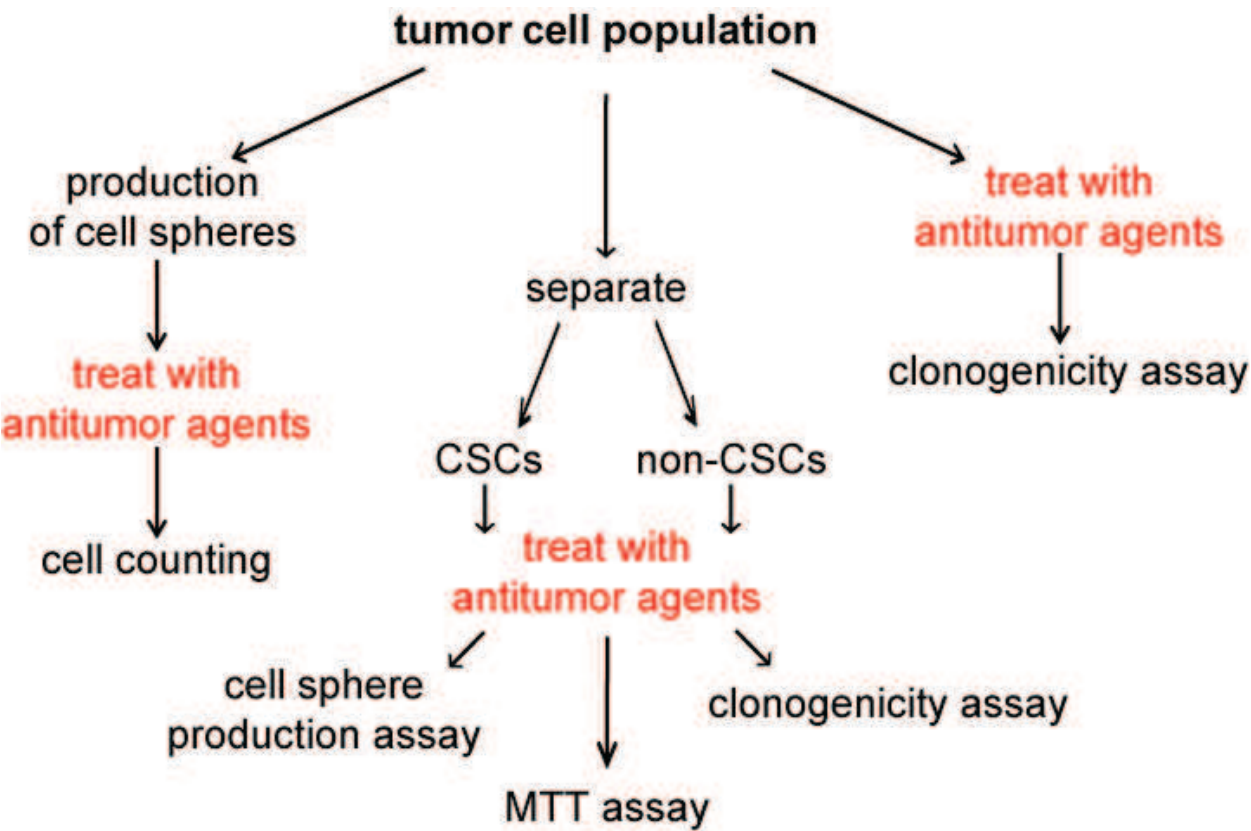 tumor cell population
production
of cell spheres
treat with
antitumor agents
cell counting
separate
CSCs
non-CSCs
treat with
antitumor agents
cell sphere
production assay
MTT assay
clonogenicity assay
treat with
antitumor agents
clonogenicity assay